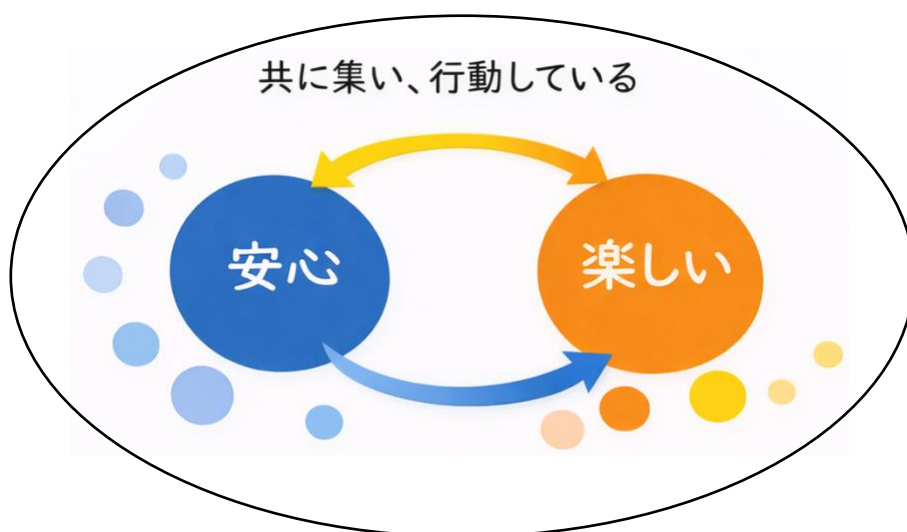 共に集い、行動している
安心
楽しい